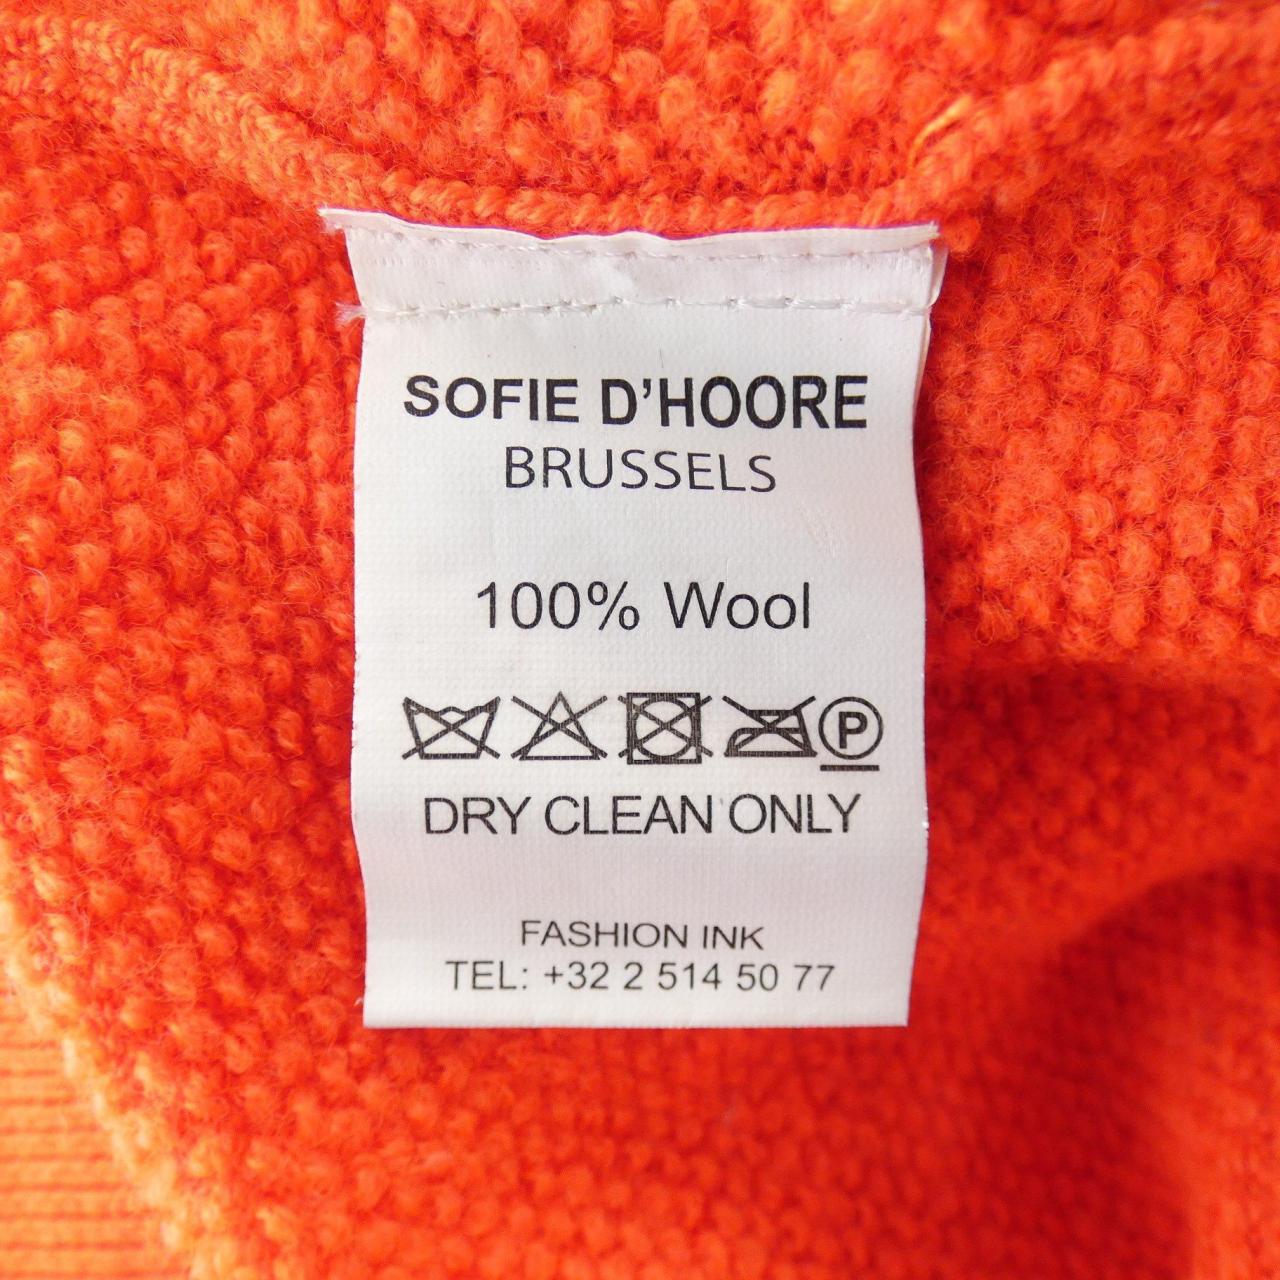 SOFIE D'HOORE
BRUSSELS
100% Wool
P
DRY CLEAN ONLY
FASHION INK
TEL: +32 2 514 50 77